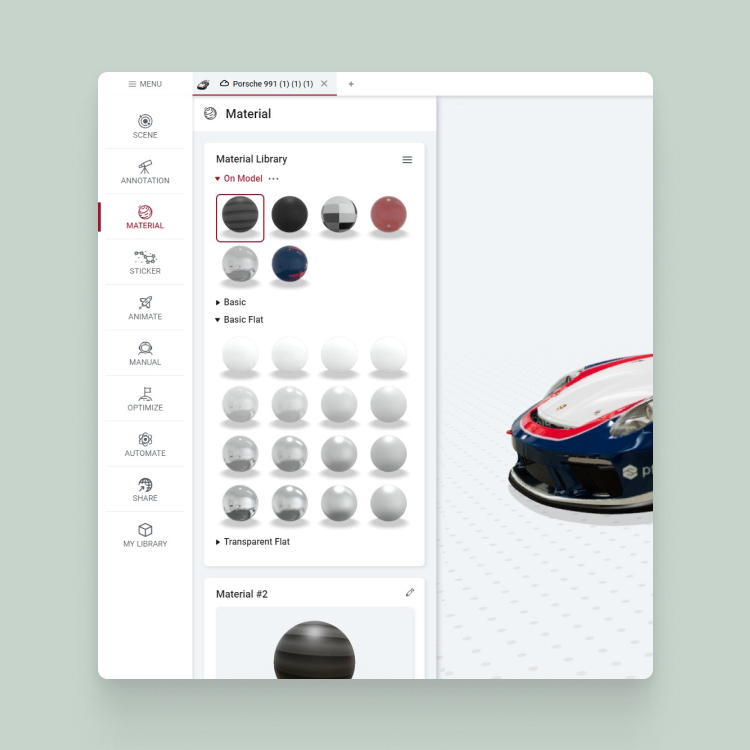 MENU
Porsche 991 (1) (1) (1)
SCENE
ANNOTATION
MATERIAL
STICKER
ANIMATE
MANUAL
OPTIMIZE
AUTOMATE
SHARE
MY LIBRARY
Material
Material Library
On Model
Basic
Basic Flat
Transparent Flat
Material #2